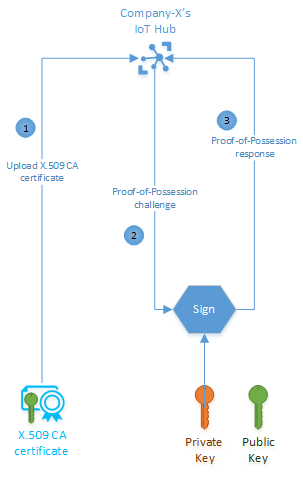 Company-X's
IoT Hub
1
3
Upload X.509 CA
certificate
Proof-of-Possession
response
Proof-of-Possession
challenge
2
Sign
X.509 CA
certificate
Private
Key
Public
Key